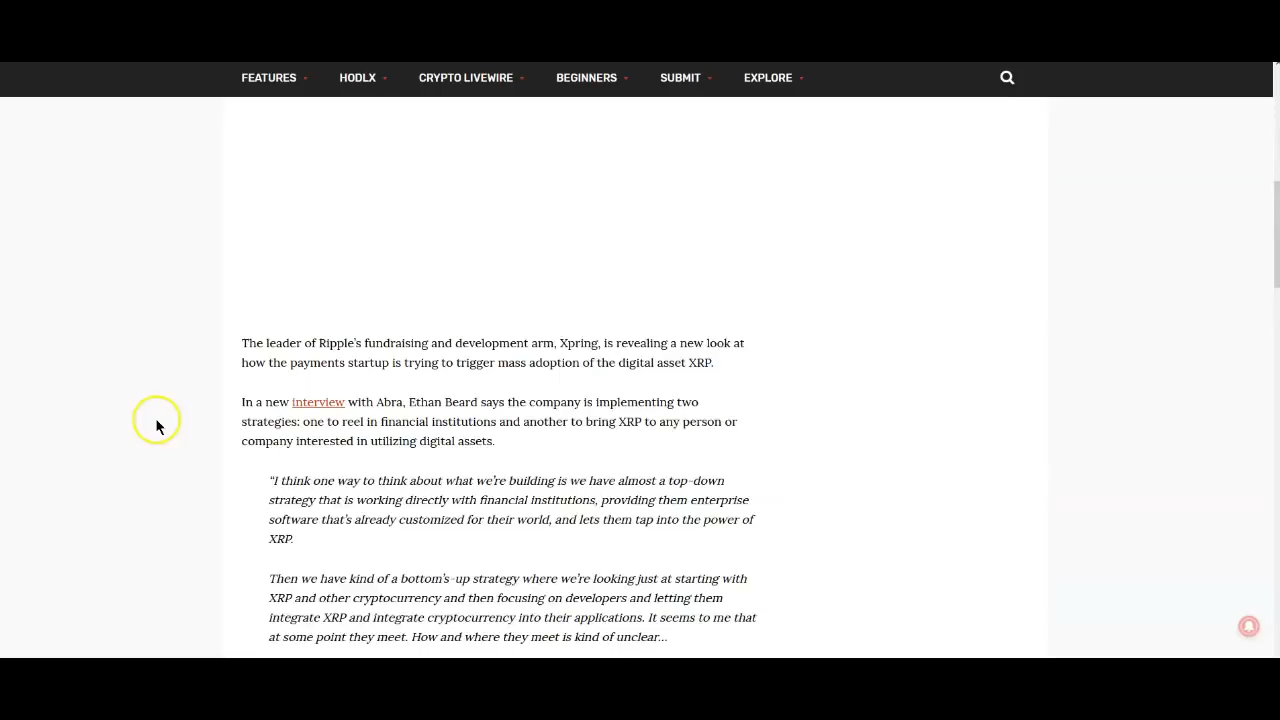 FEATURES HODLX CRYPTO LIVEWIRE BEGINNERS SUBMIT EXPLORE
The leader of Ripple's fundraising and development arm, Xpring, is revealing a new look at
how the payments startup is trying to trigger mass adoption of the digital asset XRP.
In a new interview with Abra, Ethan Beard says the company is implementing two
strategies: one to reel in financial institutions and another to bring XRP to any person or
company interested in utilizing digital assets.
“I think one way to think about what we're building is we have almost a top-down
strategy that is working directly with financial institutions, providing them enterprise
software that's already customized for their world, and lets them tap into the power of
XRP.
Then we have kind of a bottom's-up strategy where we're looking just at starting with
XRP and other cryptocurrency and then focusing on developers and letting them
integrate XRP and integrate cryptocurrency into their applications. It seems to me that
at some point they meet. How and where they meet is kind of unclear…